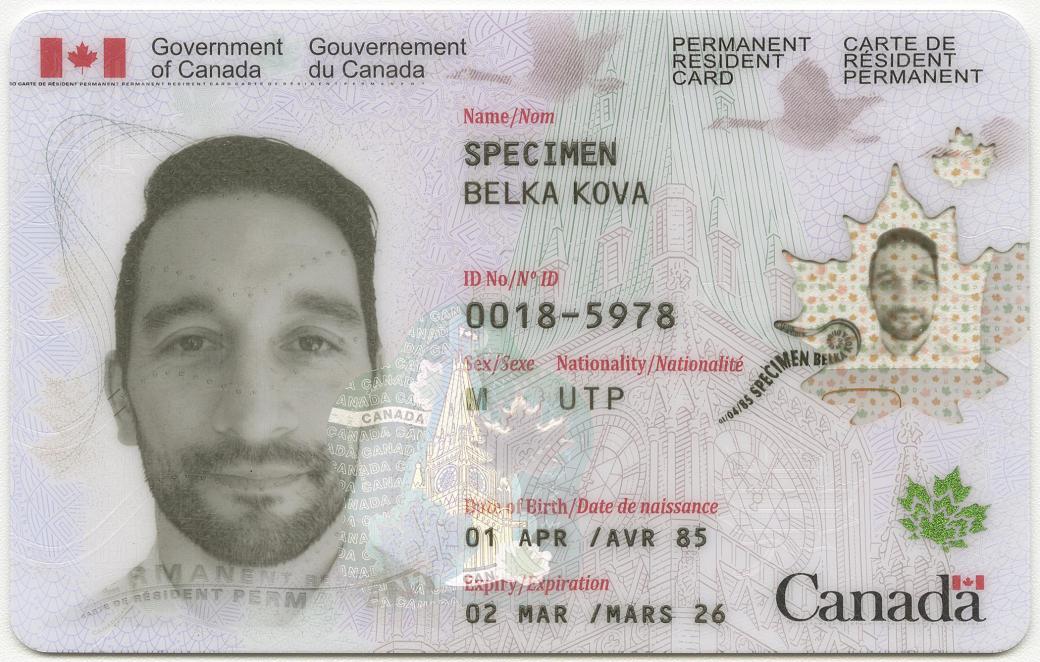 Government
of Canada
Gouvernement
du Canada
PERMANENT
RESIDENT
CARD
CARTE DE
RÉSIDENT
PERMANENT
Name/Nom
SPECIMEN
BELKA KOVA
ID No/Nº ID
0018-5978
Sex/Sexe Nationality/Nationalité
M UTP
01/04/85 SPECIMEN BELKA
CANADA
Date of Birth/Date de naissance
01 APR /AVR 85
Expiry/Expiration
02 MAR /MARS 26
RÉSIDENT PERM
Canada